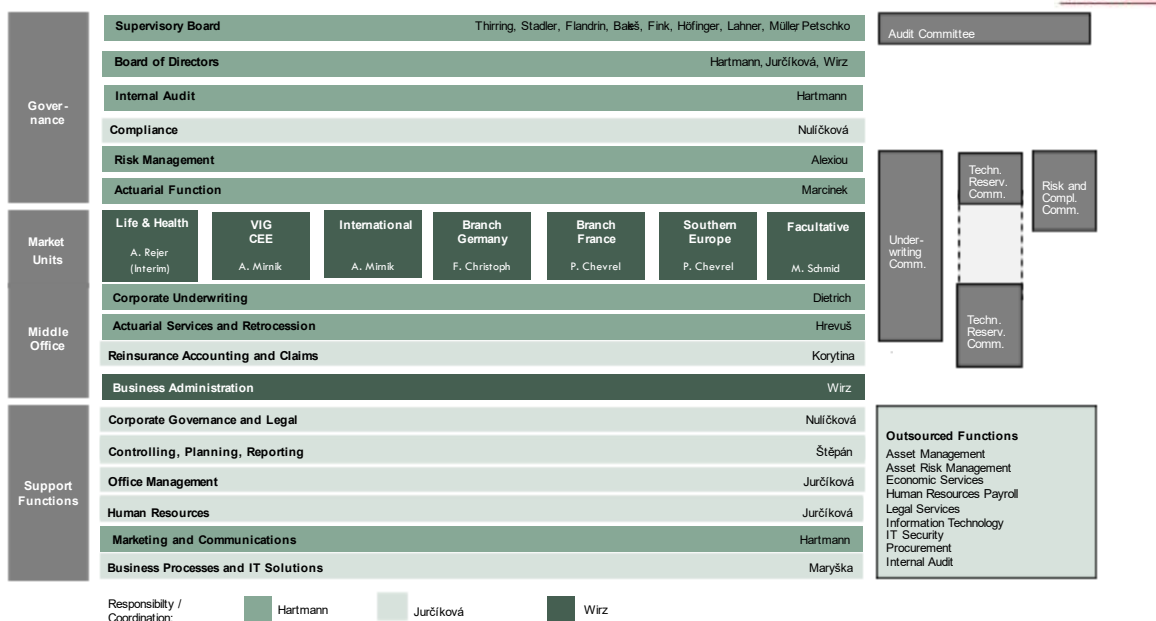 Supervisory Board Thirring, Stadler, Flandrin, Baleš, Fink, Höfinger, Lahner, Müller, Petschko
Audit Committee
Board of Directors Hartmann, Jurčíková, Wirz
Internal Audit Hartmann
Gover-
nance
Compliance Nulíčková
Risk Management Alexiou
Actuarial Function Marcinek
Techn.
Reserv.
Comm.
Risk and
Compl.
Comm.
Under-
writing
Comm.
Techn.
Reserv.
Comm.
Market
Units
Life & Health
A. Rejer
(Interim)
VIG
CEE
A. Mirnik
International
A. Mirnik
Branch
Germany
F. Christoph
Branch
France
P. Chevrel
Southern
Europe
P. Chevrel
Facultative
M. Schmid
Middle
Office
Corporate Underwriting Dietrich
Actuarial Services and Retrocession Hrevuš
Reinsurance Accounting and Claims Korytina
Business Administration Wirz
Support
Functions
Corporate Governance and Legal Nulíčková
Controlling, Planning, Reporting Štěpán
Office Management Jurčíková
Human Resources Jurčíková
Marketing and Communications Hartmann
Business Processes and IT Solutions Maryška
Outsourced Functions
Asset Management
Asset Risk Management
Economic Services
Human Resources Payroll
Legal Services
Information Technology
IT Security
Procurement
Internal Audit
Responsibilty /
Coordination:
Hartmann
Jurčíková
Wirz